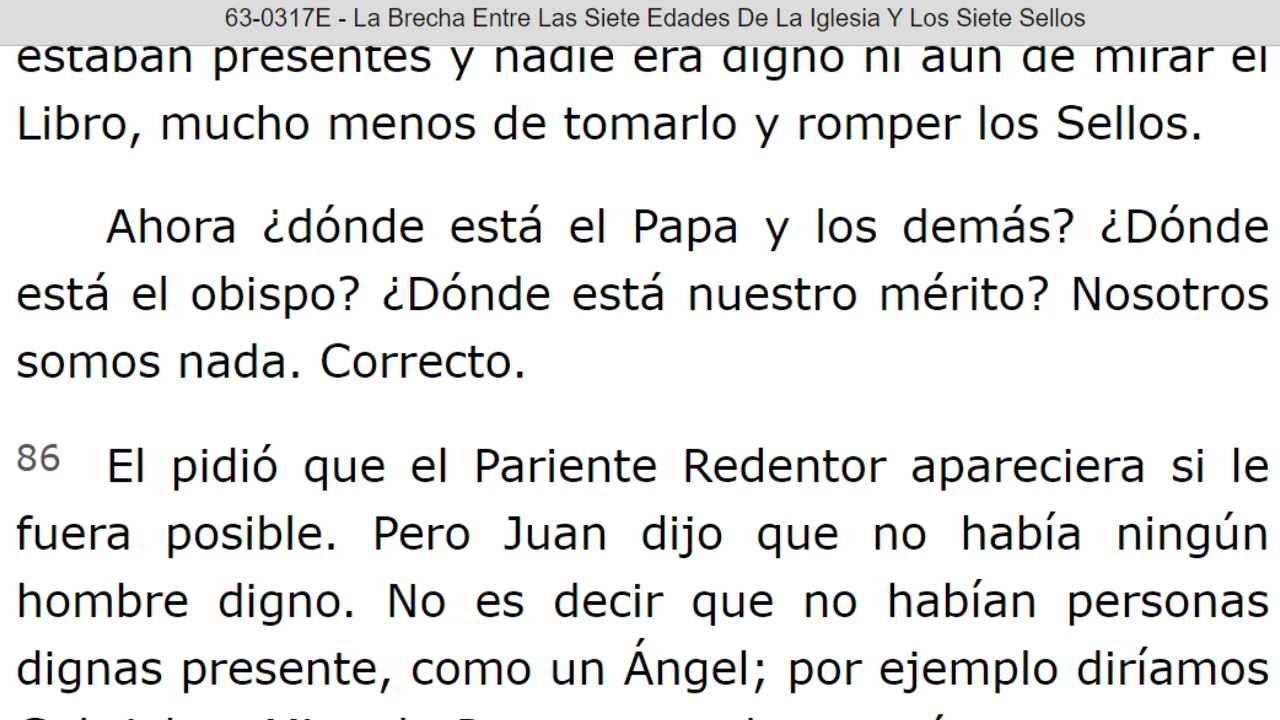 63-0317E - La Brecha Entre Las Siete Edades De La Iglesia Y Los Siete Sellos
estaban presentes y nadie era digno ni aun de mirar el
Libro, mucho menos de tomarlo y romper los Sellos.
Ahora ¿dónde está el Papa y los demás? ¿Dónde
está el obispo? ¿Dónde está nuestro mérito? Nosotros
somos nada. Correcto.
86 El pidió que el Pariente Redentor apareciera si le
fuera posible. Pero Juan dijo que no había ningún
hombre digno. No es decir que no habían personas
dignas presente, como un Ángel; por ejemplo diríamos